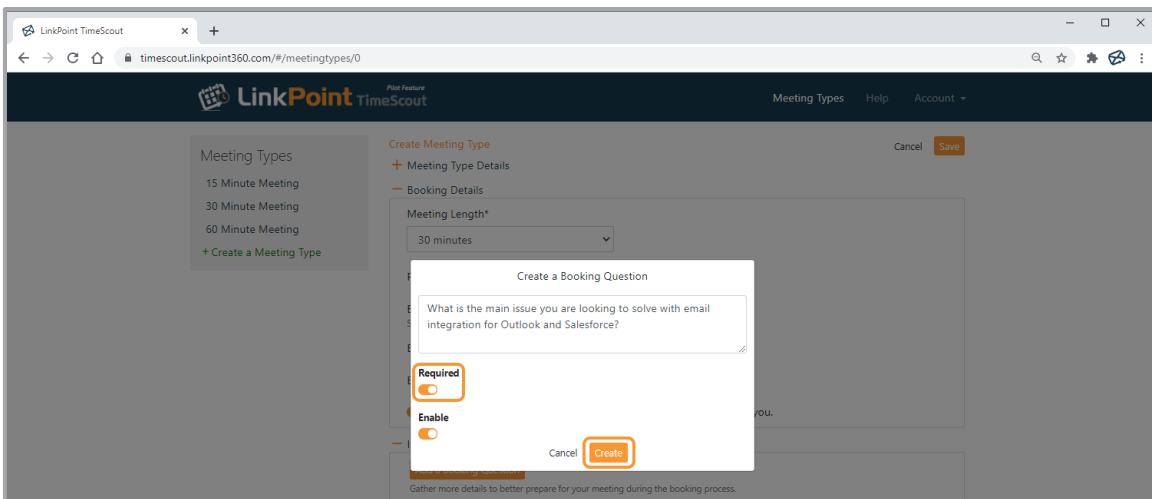 LinkPoint TimeScout
timescout.linkpoint360.com/#/meetingtypes/0
LinkPoint TimeScout
Pilot Feature
Meeting Types Help Account
Meeting Types
15 Minute Meeting
30 Minute Meeting
60 Minute Meeting
+ Create a Meeting Type
Create Meeting Type
Cancel Save
+ Meeting Type Details
— Booking Details
Meeting Length*
30 minutes
Create a Booking Question
What is the main issue you are looking to solve with email
integration for Outlook and Salesforce?
Required
Enable
you.
Cancel Create
Gather more details to better prepare for your meeting during the booking process.